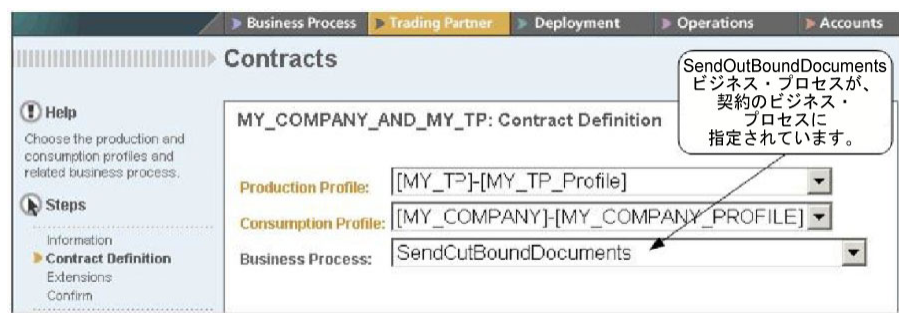 Business Process
Trading Partner
Deployment
Operations
Accounts
Contracts
SendOutBoundDocuments
ビジネス・プロセスが、
契約のビジネス・
プロセスに
指定されています。
Help
Choose the production and
consumption profiles and
related business process.
Steps
Information
Contract Definition
Extensions
Confirm
MY_COMPANY_AND_MY_TP: Contract Definition
Production Profile: [MY_TP]-[MY_TP_Profile]
Consumption Profile: [MY_COMPANY]-[MY_COMPANY_PROFILE]
Business Process: SendCutBoundDocuments